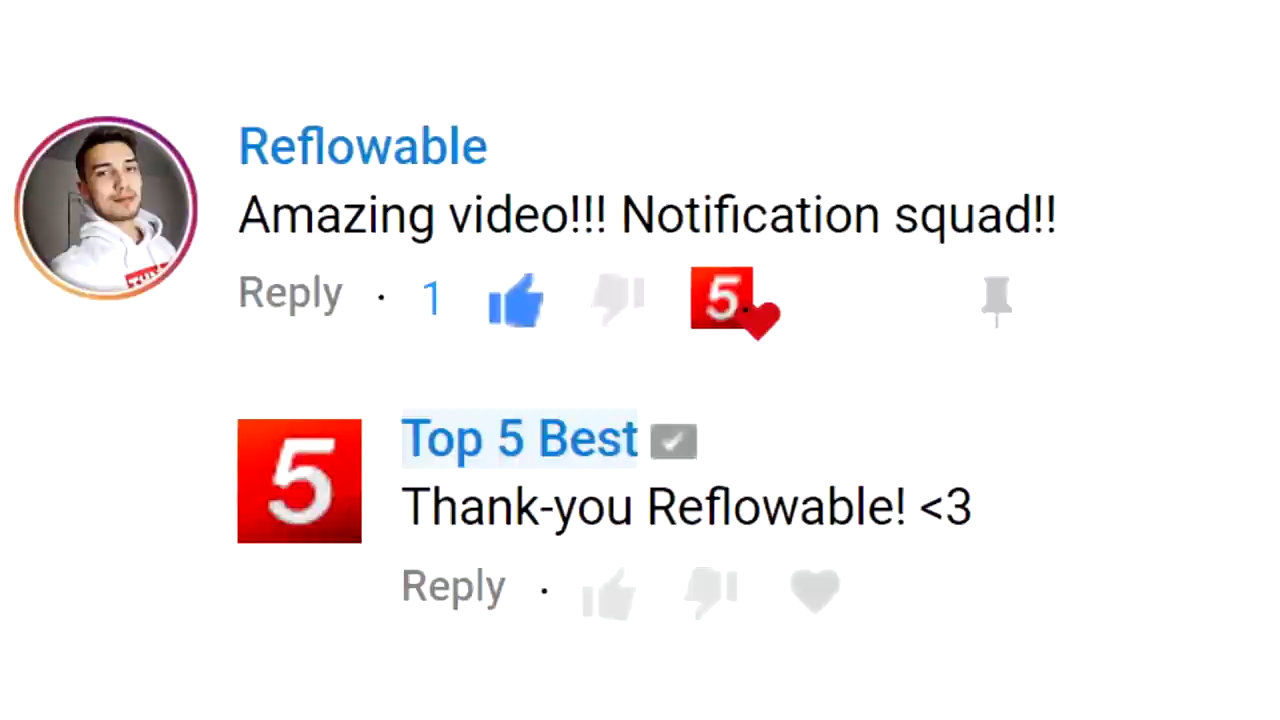 Reflowable
Amazing video!!! Notification squad!!
Reply · 1
5
Top 5 Best
5
Thank-you Reflowable! <3
Reply ·